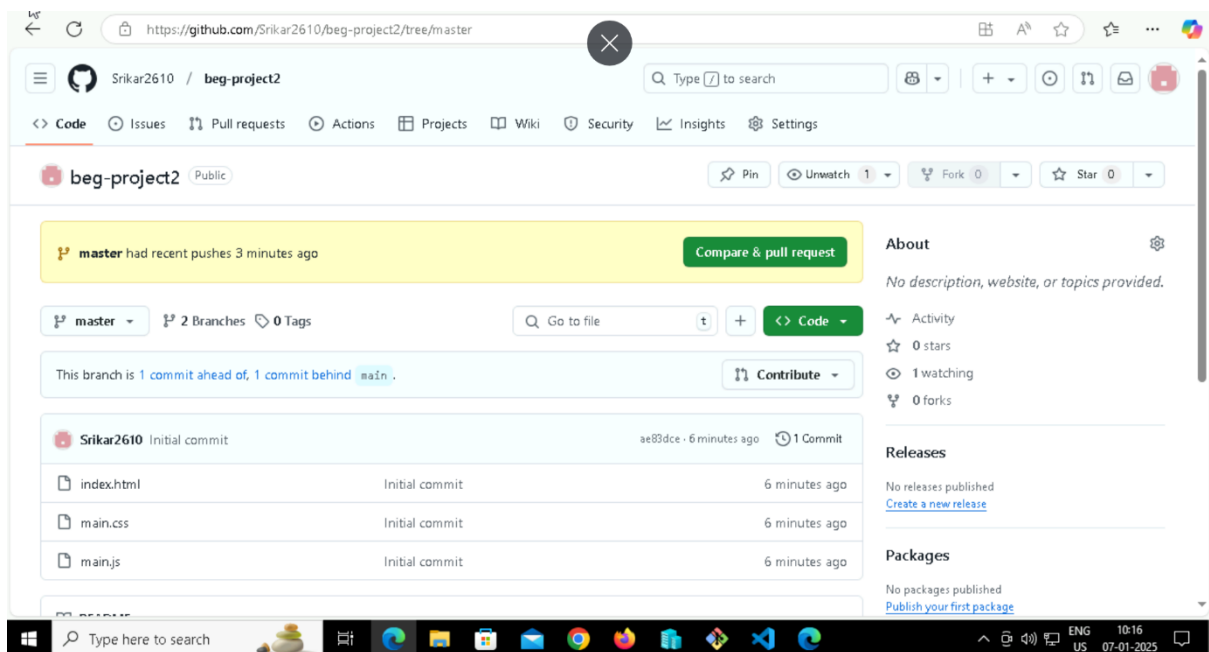 https://github.com/Srikar2610/beg-project2/tree/master
Srikar2610 / beg-project2
Type / to search
Code Issues Pull requests Actions Projects Wiki Security Insights Settings
beg-project2 Public
Pin Unwatch 1 Fork 0 Star 0
master had recent pushes 3 minutes ago Compare & pull request
About
No description, website, or topics provided.
master 2 Branches 0 Tags Go to file t + Code
Activity
0 stars
This branch is 1 commit ahead of, 1 commit behind main . Contribute
1 watching
0 forks
Srikar2610 Initial commit ae83dce · 6 minutes ago 1 Commit
Releases
index.html Initial commit 6 minutes ago
No releases published
Create a new release
main.css Initial commit 6 minutes ago
main.js Initial commit 6 minutes ago
Packages
No packages published
Publish your first package
Type here to search
ENG
US
10:16
07-01-2025